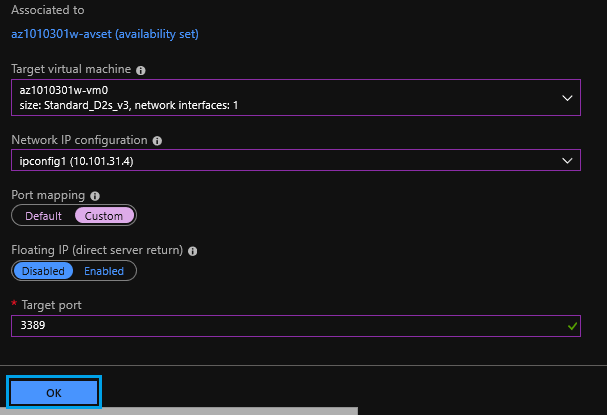 Associated to
az1010301w-avset (availability set)
Target virtual machine
az1010301w-vm0
size: Standard_D2s_v3, network interfaces: 1
Network IP configuration
ipconfig1 (10.101.31.4)
Port mapping
Default Custom
Floating IP (direct server return)
Disabled Enabled
* Target port
3389
OK